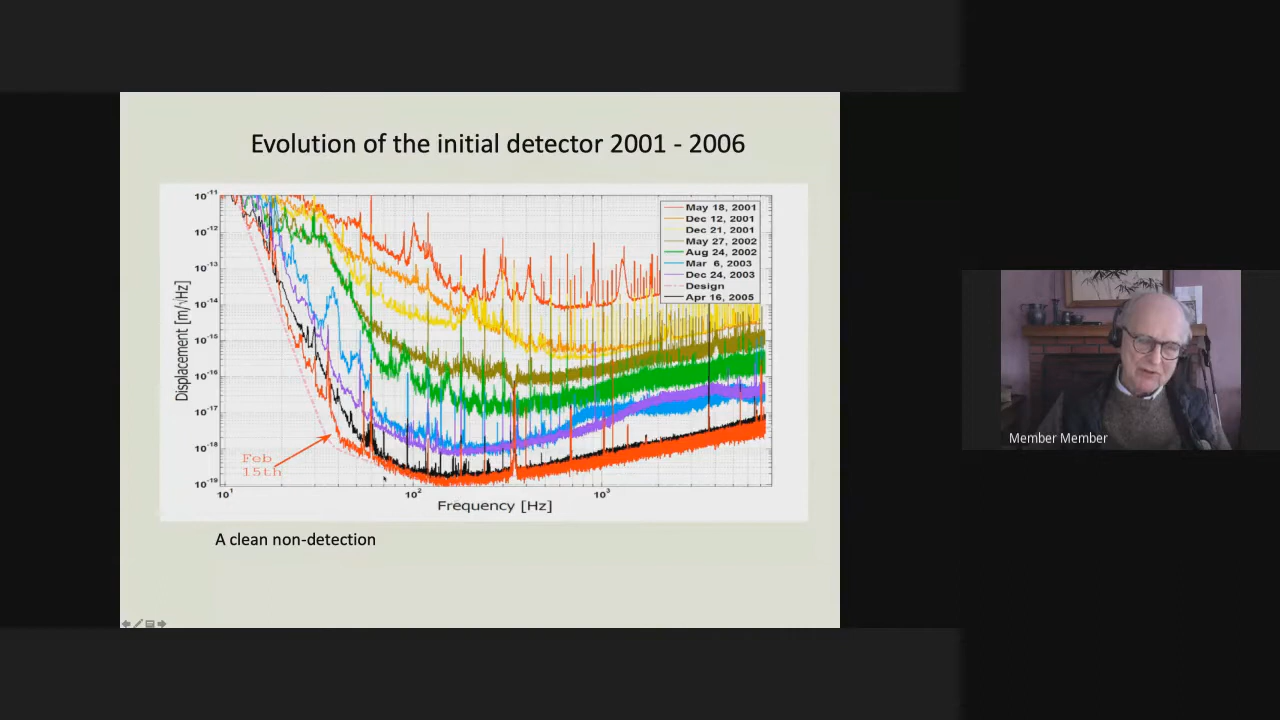 Evolution of the initial detector 2001 - 2006
10⁻¹¹
10⁻¹²
10⁻¹³
10⁻¹⁴
10⁻¹⁵
10⁻¹⁶
10⁻¹⁷
10⁻¹⁸
10⁻¹⁹
Displacement [m/√Hz]
May 18, 2001
Dec 12, 2001
Dec 21, 2001
May 27, 2002
Aug 24, 2002
Mar 6, 2003
Dec 24, 2003
Design
Apr 16, 2005
Feb
15th
10¹
10²
10³
Frequency [Hz]
A clean non-detection
Member Member